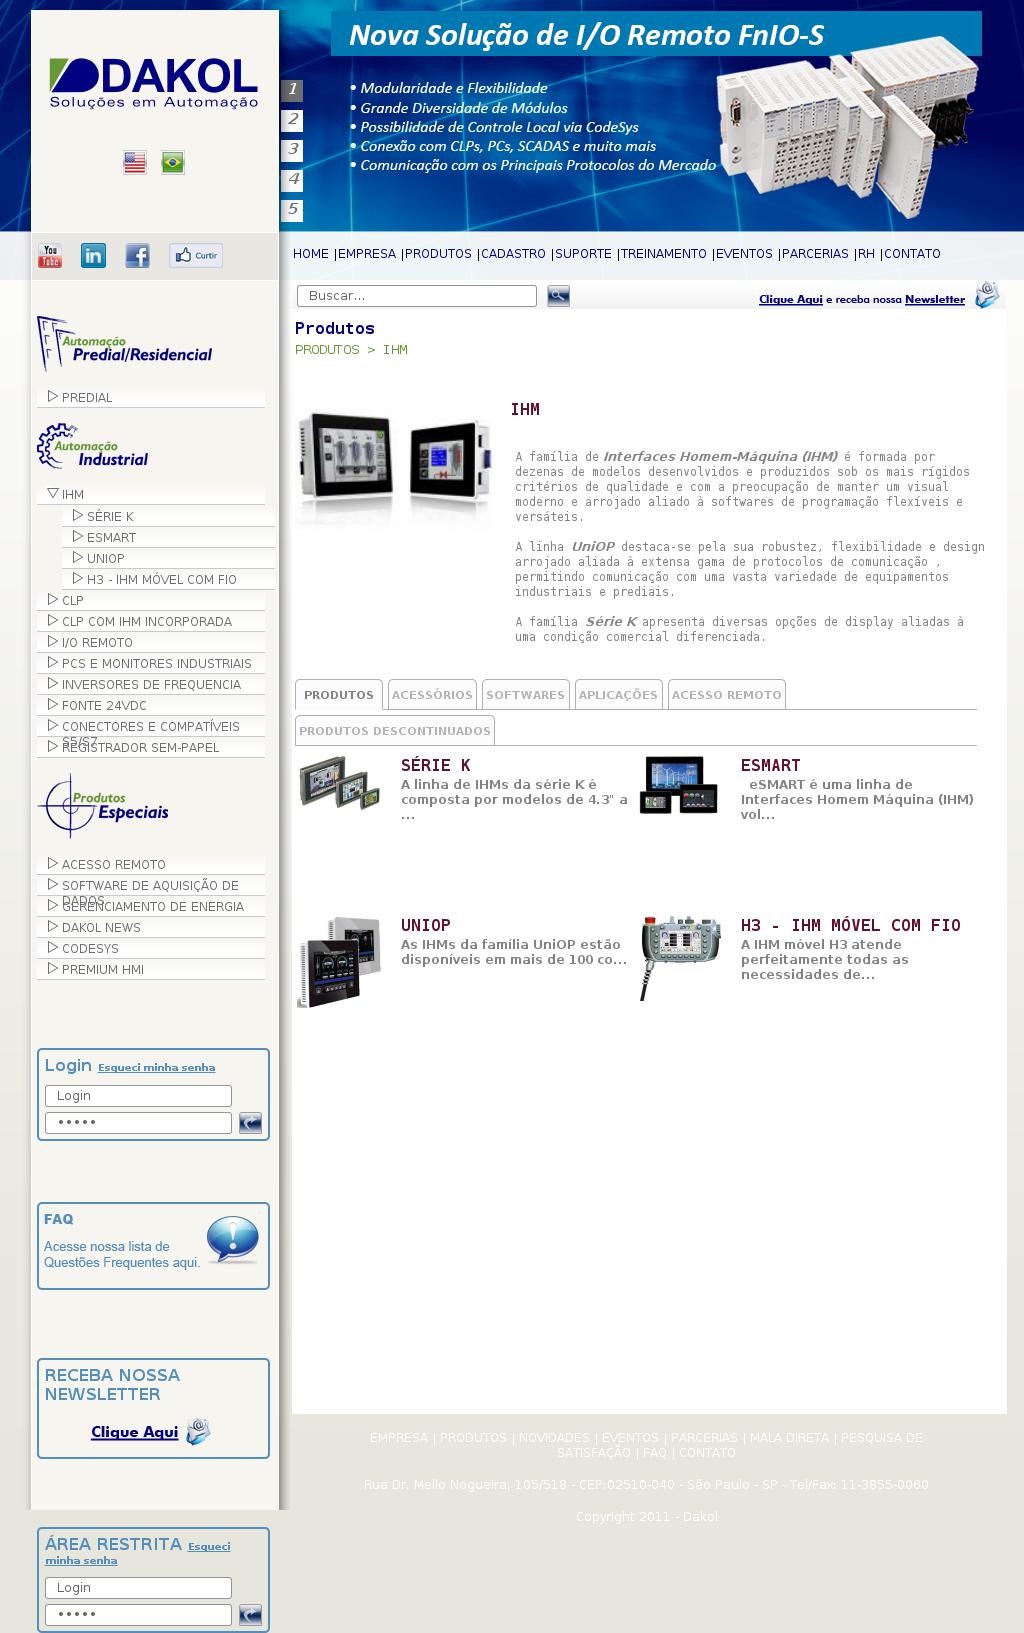 DAKOL
Soluções em Automação
Nova Solução de I/O Remoto FnIO-S
• Modularidade e Flexibilidade
• Grande Diversidade de Módulos
• Possibilidade de Controle Local via CodeSys
• Conexão com CLPs, PCs, SCADAS e muito mais
• Comunicação com os Principais Protocolos do Mercado
1
2
3
4
5
You Tube
in
f
Curtir
HOME |EMPRESA |PRODUTOS |CADASTRO |SUPORTE |TREINAMENTO |EVENTOS |PARCERIAS |RH |CONTATO
Buscar...
Clique Aqui e receba nossa Newsletter
Automação
Predial/Residencial
PREDIAL
Automação
Industrial
IHM
SÉRIE K
ESMART
UNIOP
H3 - IHM MÓVEL COM FIO
CLP
CLP COM IHM INCORPORADA
I/O REMOTO
PCS E MONITORES INDUSTRIAIS
INVERSORES DE FREQUENCIA
FONTE 24VDC
CONECTORES E COMPATÍVEIS
S5/S7
REGISTRADOR SEM-PAPEL
Produtos
Especiais
ACESSO REMOTO
SOFTWARE DE AQUISIÇÃO DE
DADOS
GERENCIAMENTO DE ENERGIA
DAKOL NEWS
CODESYS
PREMIUM HMI
Login Esqueci minha senha
Login
•••••
FAQ
Acesse nossa lista de
Questões Frequentes aqui.
RECEBA NOSSA
NEWSLETTER
Clique Aqui
ÁREA RESTRITA Esqueci
minha senha
Login
•••••
Produtos
PRODUTOS > IHM
IHM
A família de Interfaces Homem-Máquina (IHM) é formada por
dezenas de modelos desenvolvidos e produzidos sob os mais rígidos
critérios de qualidade e com a preocupação de manter um visual
moderno e arrojado aliado à softwares de programação flexíveis e
versáteis.
A linha UniOP destaca-se pela sua robustez, flexibilidade e design
arrojado aliada à extensa gama de protocolos de comunicação ,
permitindo comunicação com uma vasta variedade de equipamentos
industriais e prediais.
A família Série K apresenta diversas opções de display aliadas à
uma condição comercial diferenciada.
PRODUTOS
ACESSÓRIOS
SOFTWARES
APLICAÇÕES
ACESSO REMOTO
PRODUTOS DESCONTINUADOS
SÉRIE K
A linha de IHMs da série K é
composta por modelos de 4.3" a
...
ESMART
eSMART é uma linha de
Interfaces Homem Máquina (IHM)
vol...
UNIOP
As IHMs da família UniOP estão
disponíveis em mais de 100 co...
H3 - IHM MÓVEL COM FIO
A IHM móvel H3 atende
perfeitamente todas as
necessidades de...
EMPRESA | PRODUTOS | NOVIDADES | EVENTOS | PARCERIAS | MALA DIRETA | PESQUISA DE
SATISFAÇÃO | FAQ | CONTATO
Rua Dr. Mello Nogueira, 105/518 - CEP:02510-040 - São Paulo - SP - Tel/Fax: 11-3855-0060
Copyright 2011 - Dakol